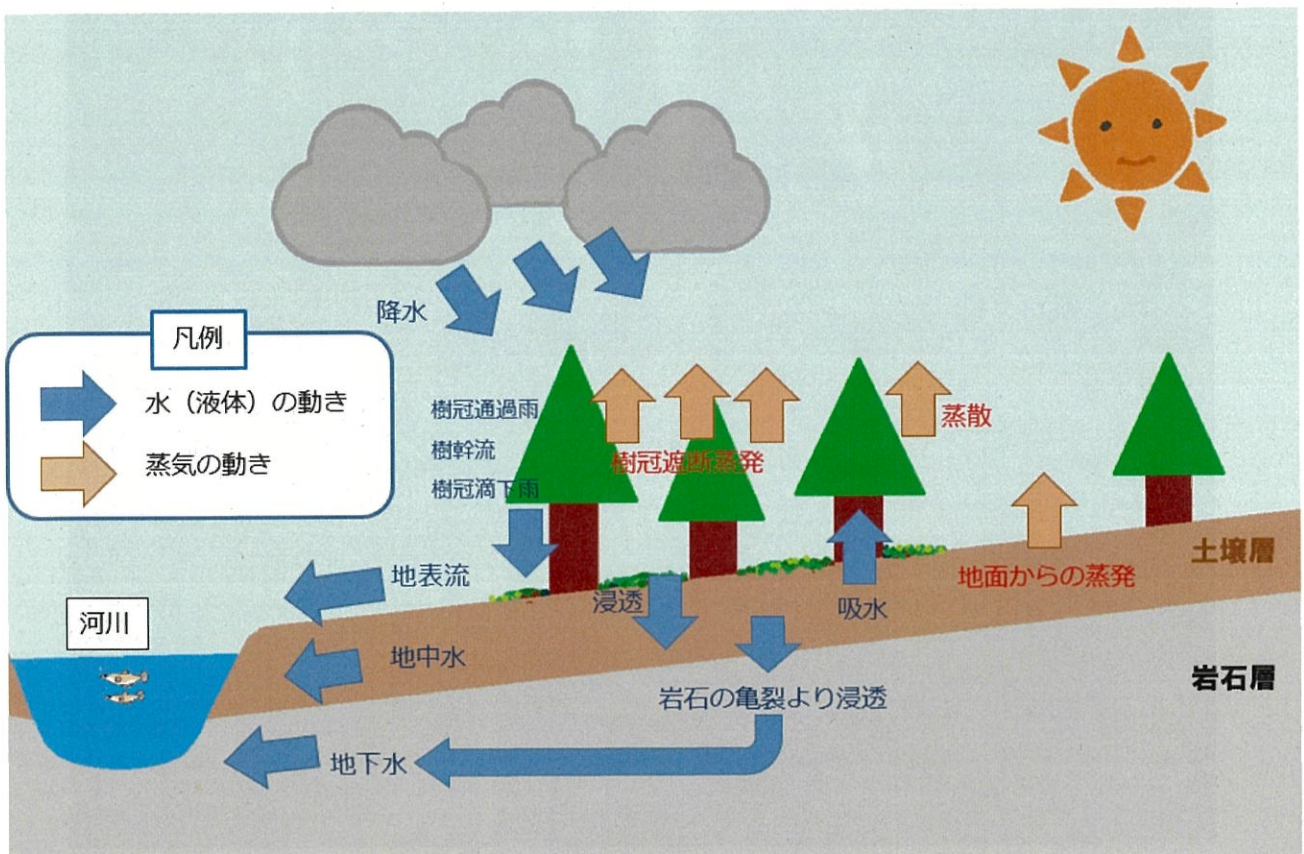 降水
凡例
水（液体）の動き
蒸気の動き
樹冠通過雨
樹幹流
樹冠滴下雨
樹冠遮断蒸発
蒸散
土壌層
地面からの蒸発
地表流
浸透
吸水
河川
地中水
岩石層
岩石の亀裂より浸透
地下水